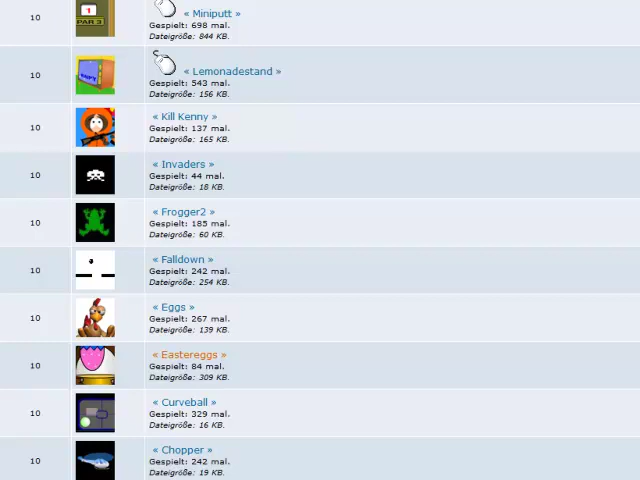 1
PAR 3
10
« Miniputt »
Gespielt: 698 mal.
Dateigröße: 844 KB.
10
« Lemonadestand »
Gespielt: 543 mal.
Dateigröße: 156 KB.
10
« Kill Kenny »
Gespielt: 137 mal.
Dateigröße: 165 KB.
10
« Invaders »
Gespielt: 44 mal.
Dateigröße: 18 KB.
10
« Frogger2 »
Gespielt: 185 mal.
Dateigröße: 60 KB.
10
« Falldown »
Gespielt: 242 mal.
Dateigröße: 254 KB.
10
« Eggs »
Gespielt: 267 mal.
Dateigröße: 139 KB.
10
« Eastereggs »
Gespielt: 84 mal.
Dateigröße: 309 KB.
10
« Curveball »
Gespielt: 329 mal.
Dateigröße: 16 KB.
10
« Chopper »
Gespielt: 242 mal.
Dateigröße: 19 KB.